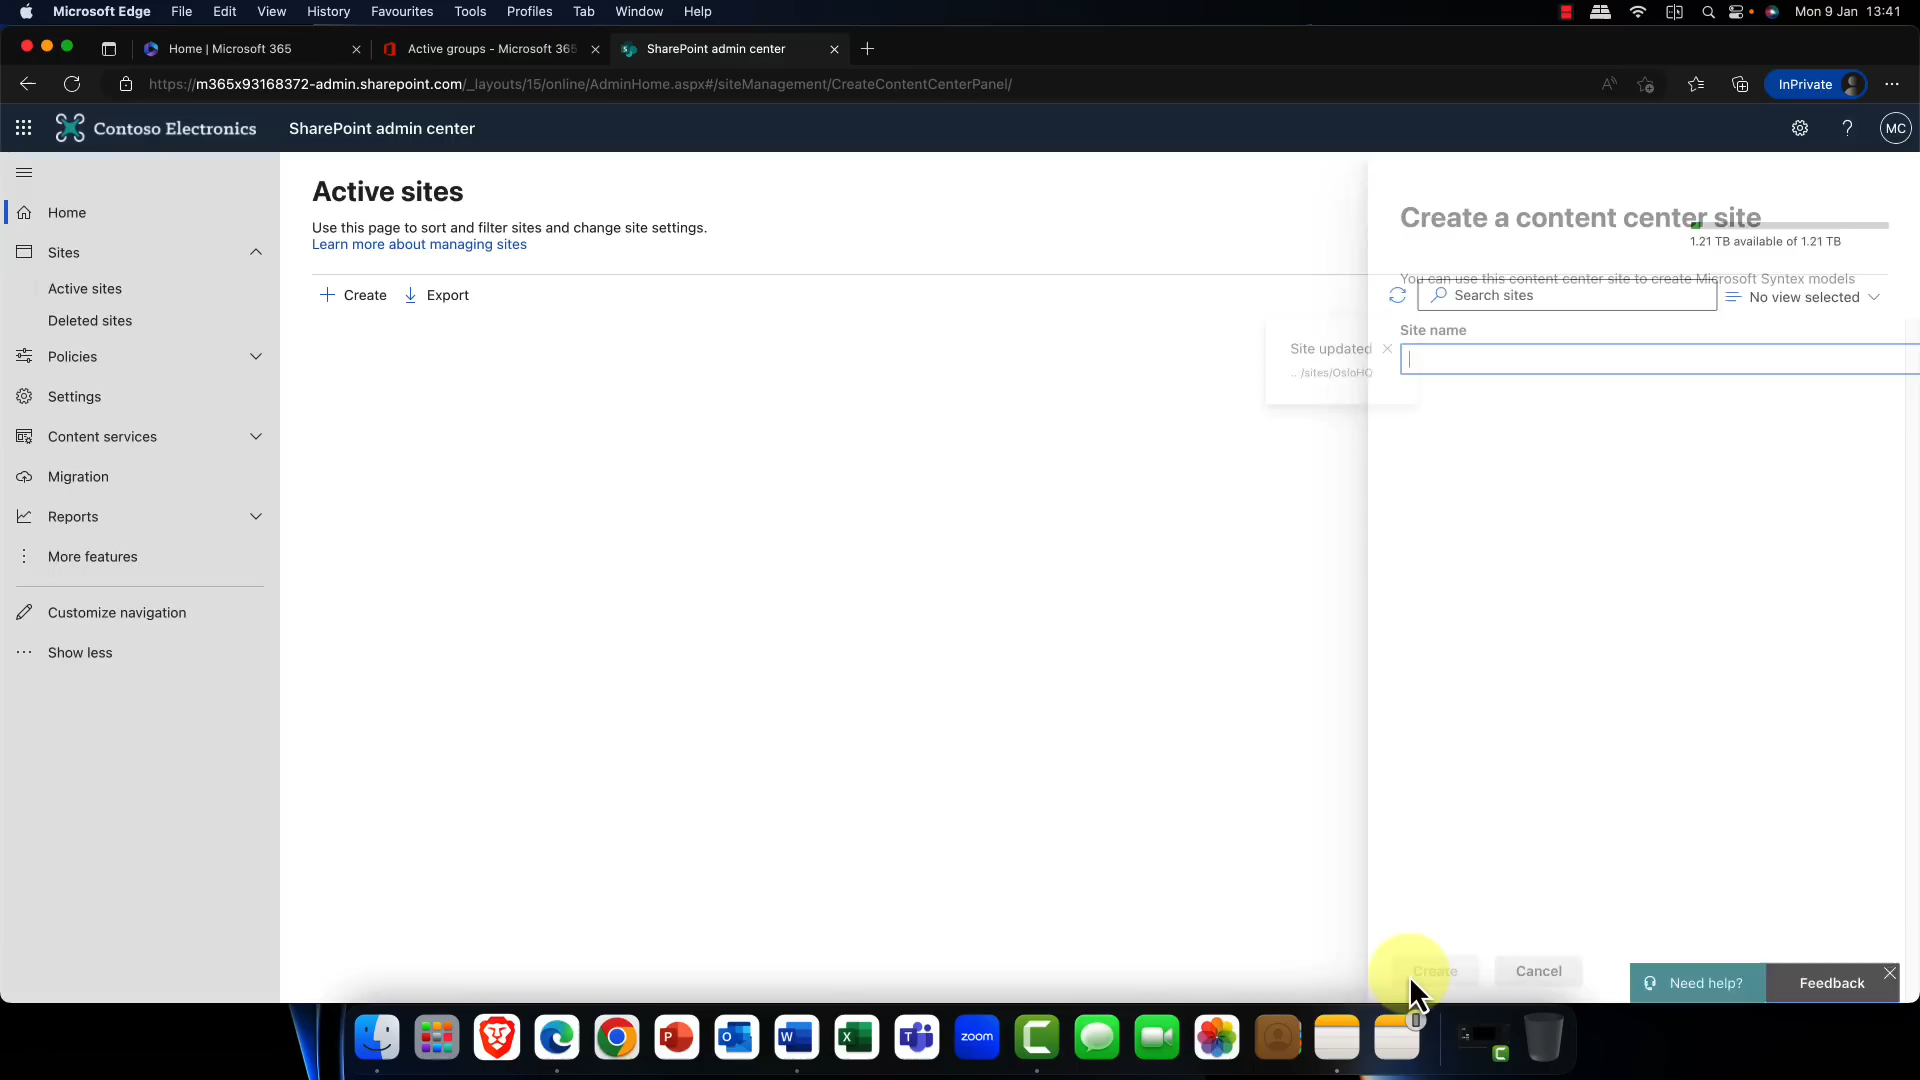 Microsoft Edge File Edit View History Favourites Tools Profiles Tab Window Help Mon 9 Jan 13:41
Home | Microsoft 365 Active groups - Microsoft 365 SharePoint admin center
https://m365x93168372-admin.sharepoint.com/_layouts/15/online/AdminHome.aspx#/siteManagement/CreateContentCenterPanel/ InPrivate
Contoso Electronics SharePoint admin center MC
Home
Sites
Active sites
Deleted sites
Policies
Settings
Content services
Migration
Reports
More features
Customize navigation
Show less
Active sites
Use this page to sort and filter sites and change site settings.
Learn more about managing sites
Create Export
Create a content center site
1.21 TB available of 1.21 TB
You can use this content center site to create Microsoft Syntex models
Search sites No view selected
Site name
Site updated
.. /sites/OsloHQ
Create Cancel Need help? Feedback
zoom